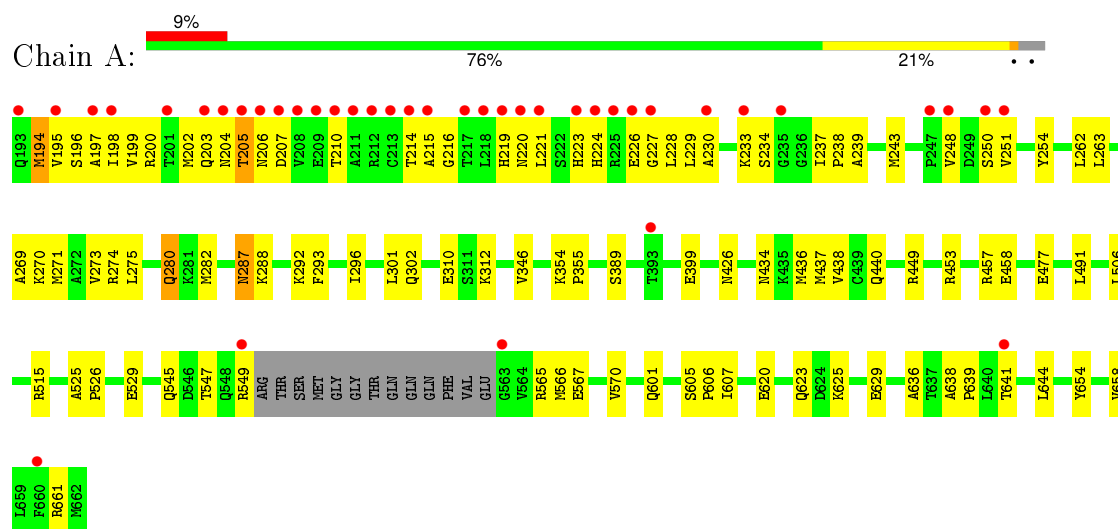 9%
Chain A:
76% 21% • •
Q193 M194 V195 S196 A197 I198 V199 R200 T201 M202 Q203 N204 T205 N206 D207 V208 E209 T210 A211 R212 S213 T214 A215 G216 T217 L218 H219 N220 L221 S222 H223 H224 R225 E226 G227 L228 L229 A230 K233 S234 G235 G236 I237 P238 A239 M243 P247 V248 D249 S250 V251 Y254 L262 L263
A269 K270 M271 A272 V273 R274 L275 Q280 K281 M282 N287 K288 K292 F293 I296 L301 Q302 E310 S311 K312 V346 K354 P355 S389 T393 E399 N426 N434 K435 M436 M437 V438 C439 Q440 R449 R453 R457 E458 E477 L491 L506
R515 A525 P526 E529 Q545 D546 T547 Q548 R549 ARG THR SER MET GLY GLY THR GLN GLN GLN PHE VAL GLU G563 V564 R565 M566 E567 V570 Q601 S605 P606 I607 E620 Q623 D624 K625 E629 A636 T637 A638 P639 L640 T641 L644 Y654 V658
L659 F660 R661 M662